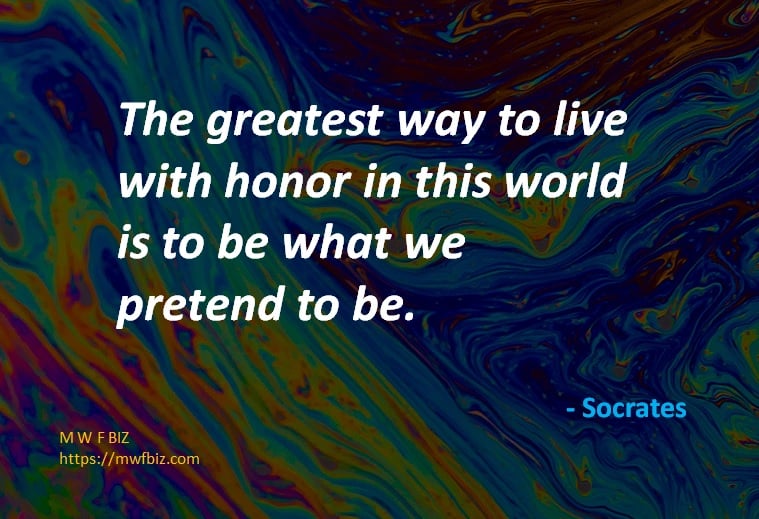 The greatest way to live
with honor in this world
is to be what we
pretend to be.
- Socrates
M W F BIZ
https://mwfbiz.com